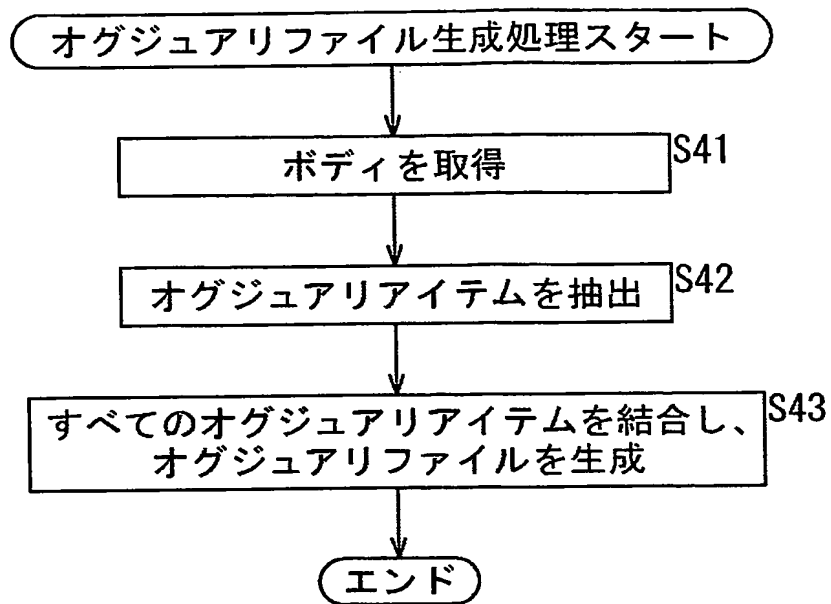 オグジュアリファイル生成処理スタート
ボディを取得
S41
オグジュアリアイテムを抽出
S42
すべてのオグジュアリアイテムを結合し、
S43
オグジュアリファイルを生成
エンド